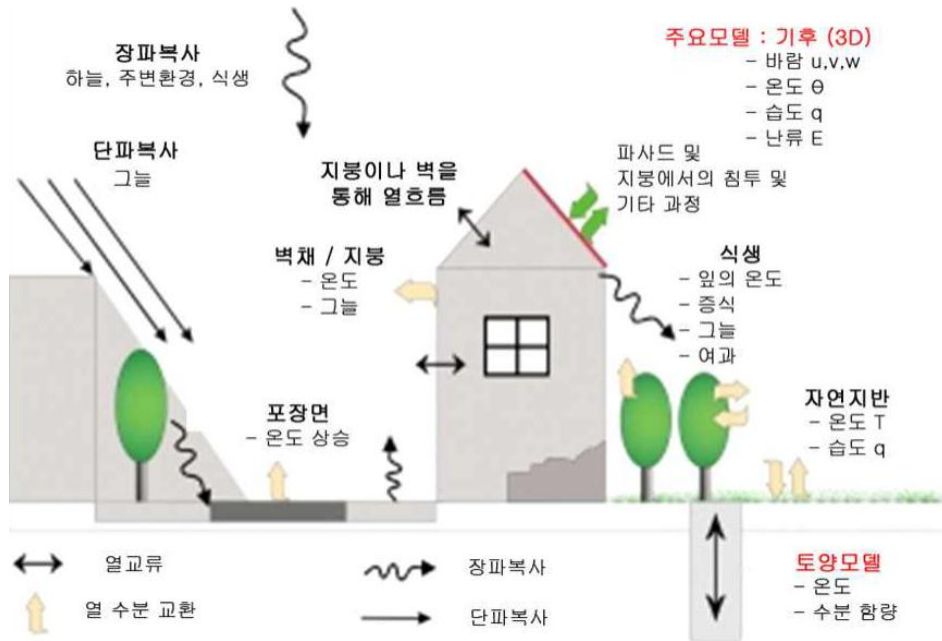 장파복사
하늘, 주변환경, 식생
주요모델 : 기후 (3D)
- 바람 u,v,w
- 온도 θ
- 습도 q
- 난류 E
단파복사
그늘
지붕이나 벽을
통해 열흐름
파사드 및
지붕에서의 침투 및
기타 과정
벽채 / 지붕
- 온도
- 그늘
식생
- 잎의 온도
- 증식
- 그늘
- 여과
포장면
- 온도 상승
자연지반
- 온도 T
- 습도 q
열교류
장파복사
열 수분 교환
단파복사
토양모델
- 온도
- 수분 함량